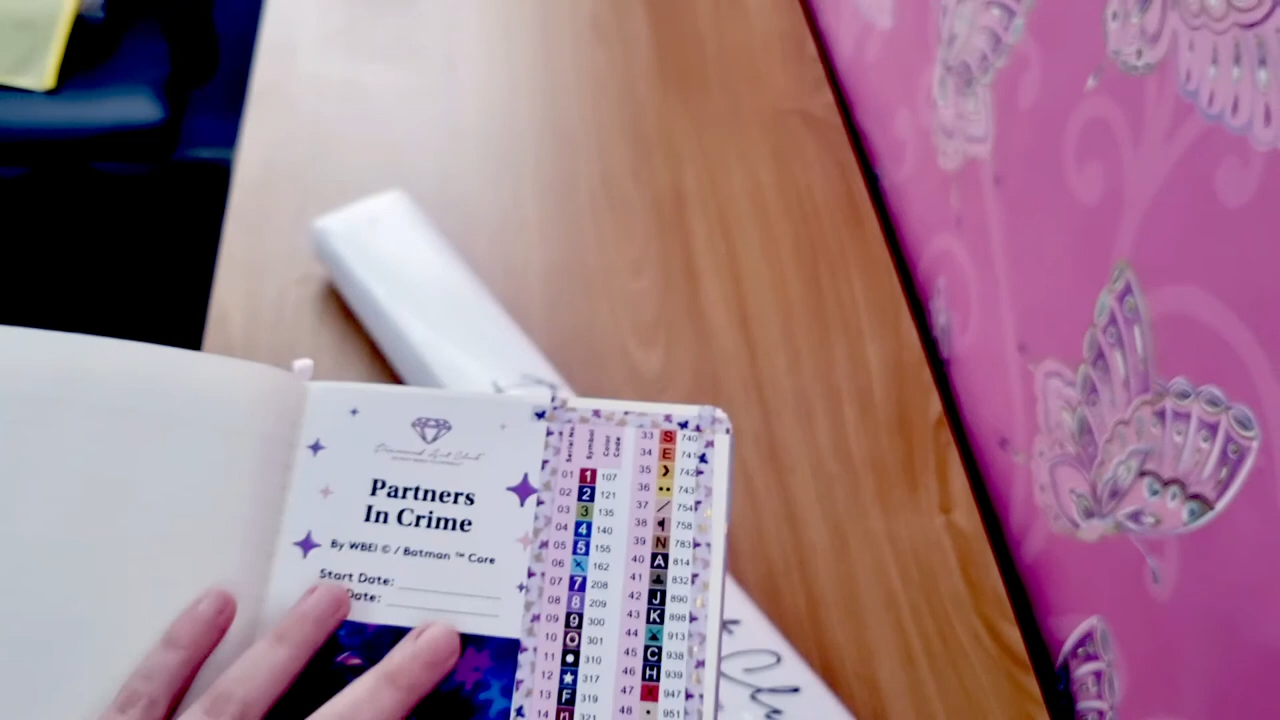 Partners
In Crime
By WBEI © / Batman ™ Core
Start Date:
Date:
Serial No.
Symbol
Color Code
01 1 107
02 2 121
03 3 135
04 4 140
05 5 155
06 162
07 7 208
08 8 209
09 9 300
10 O 301
11 ● 310
12 ★ 317
13 F 319
14 n 321
33 S 740
34 E 741
35 742
36 •• 743
37 / 754
38 758
39 N 783
40 A 814
41 832
42 J 890
43 K 898
44 913
45 C 938
46 H 939
47 X 947
48 951